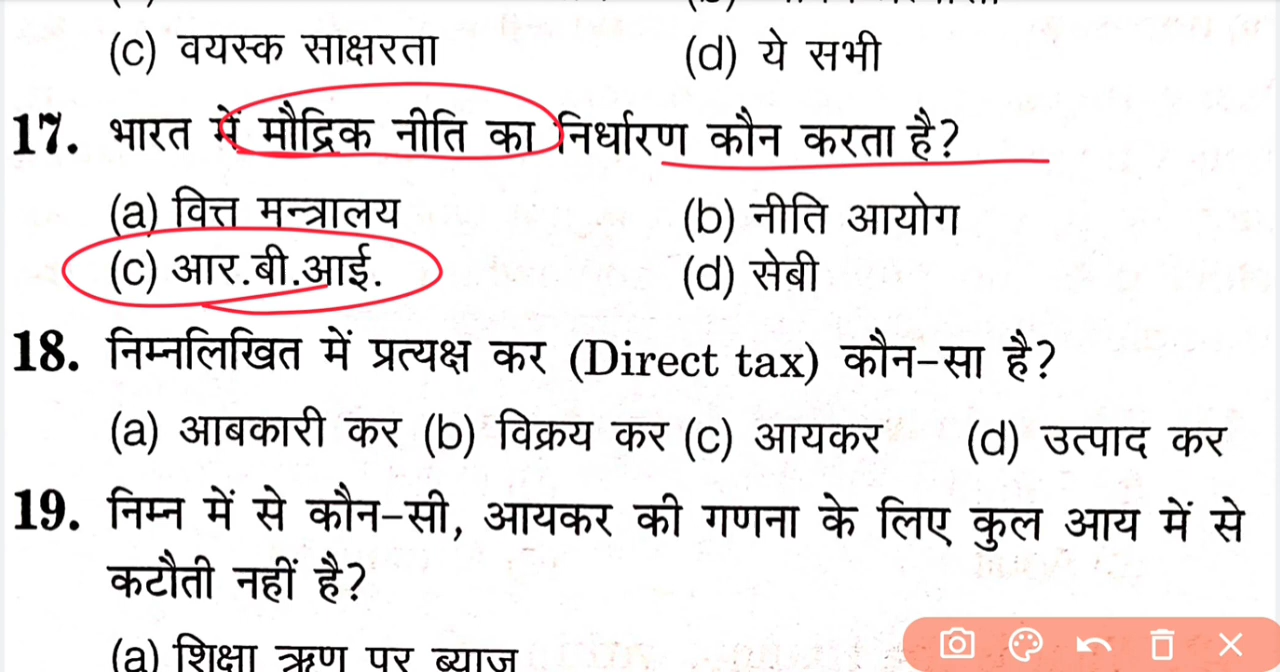 (c) वयस्क साक्षरता (d) ये सभी
17. भारत में मौद्रिक नीति का निर्धारण कौन करता है?
(a) वित्त मन्त्रालय (b) नीति आयोग
(c) आर.बी.आई. (d) सेबी
18. निम्नलिखित में प्रत्यक्ष कर (Direct tax) कौन-सा है?
(a) आबकारी कर (b) विक्रय कर (c) आयकर (d) उत्पाद कर
19. निम्न में से कौन-सी, आयकर की गणना के लिए कुल आय में से
कटौती नहीं है?
(a) शिक्षा ऋण पर ब्याज